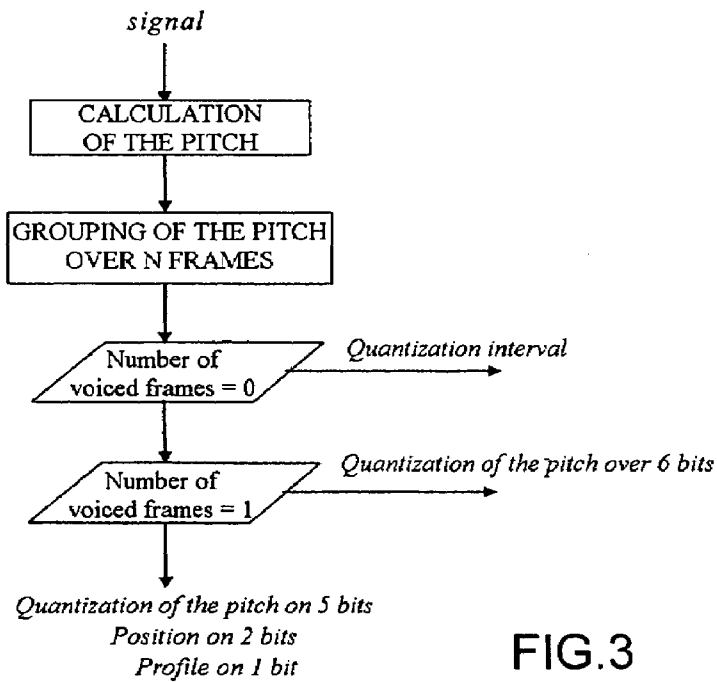 signal
CALCULATION
OF THE PITCH
GROUPING OF THE PITCH
OVER N FRAMES
Number of
voiced frames = 0
Quantization interval
Number of
voiced frames = 1
Quantization of the pitch over 6 bits
Quantization of the pitch on 5 bits
Position on 2 bits
Profile on 1 bit
FIG.3